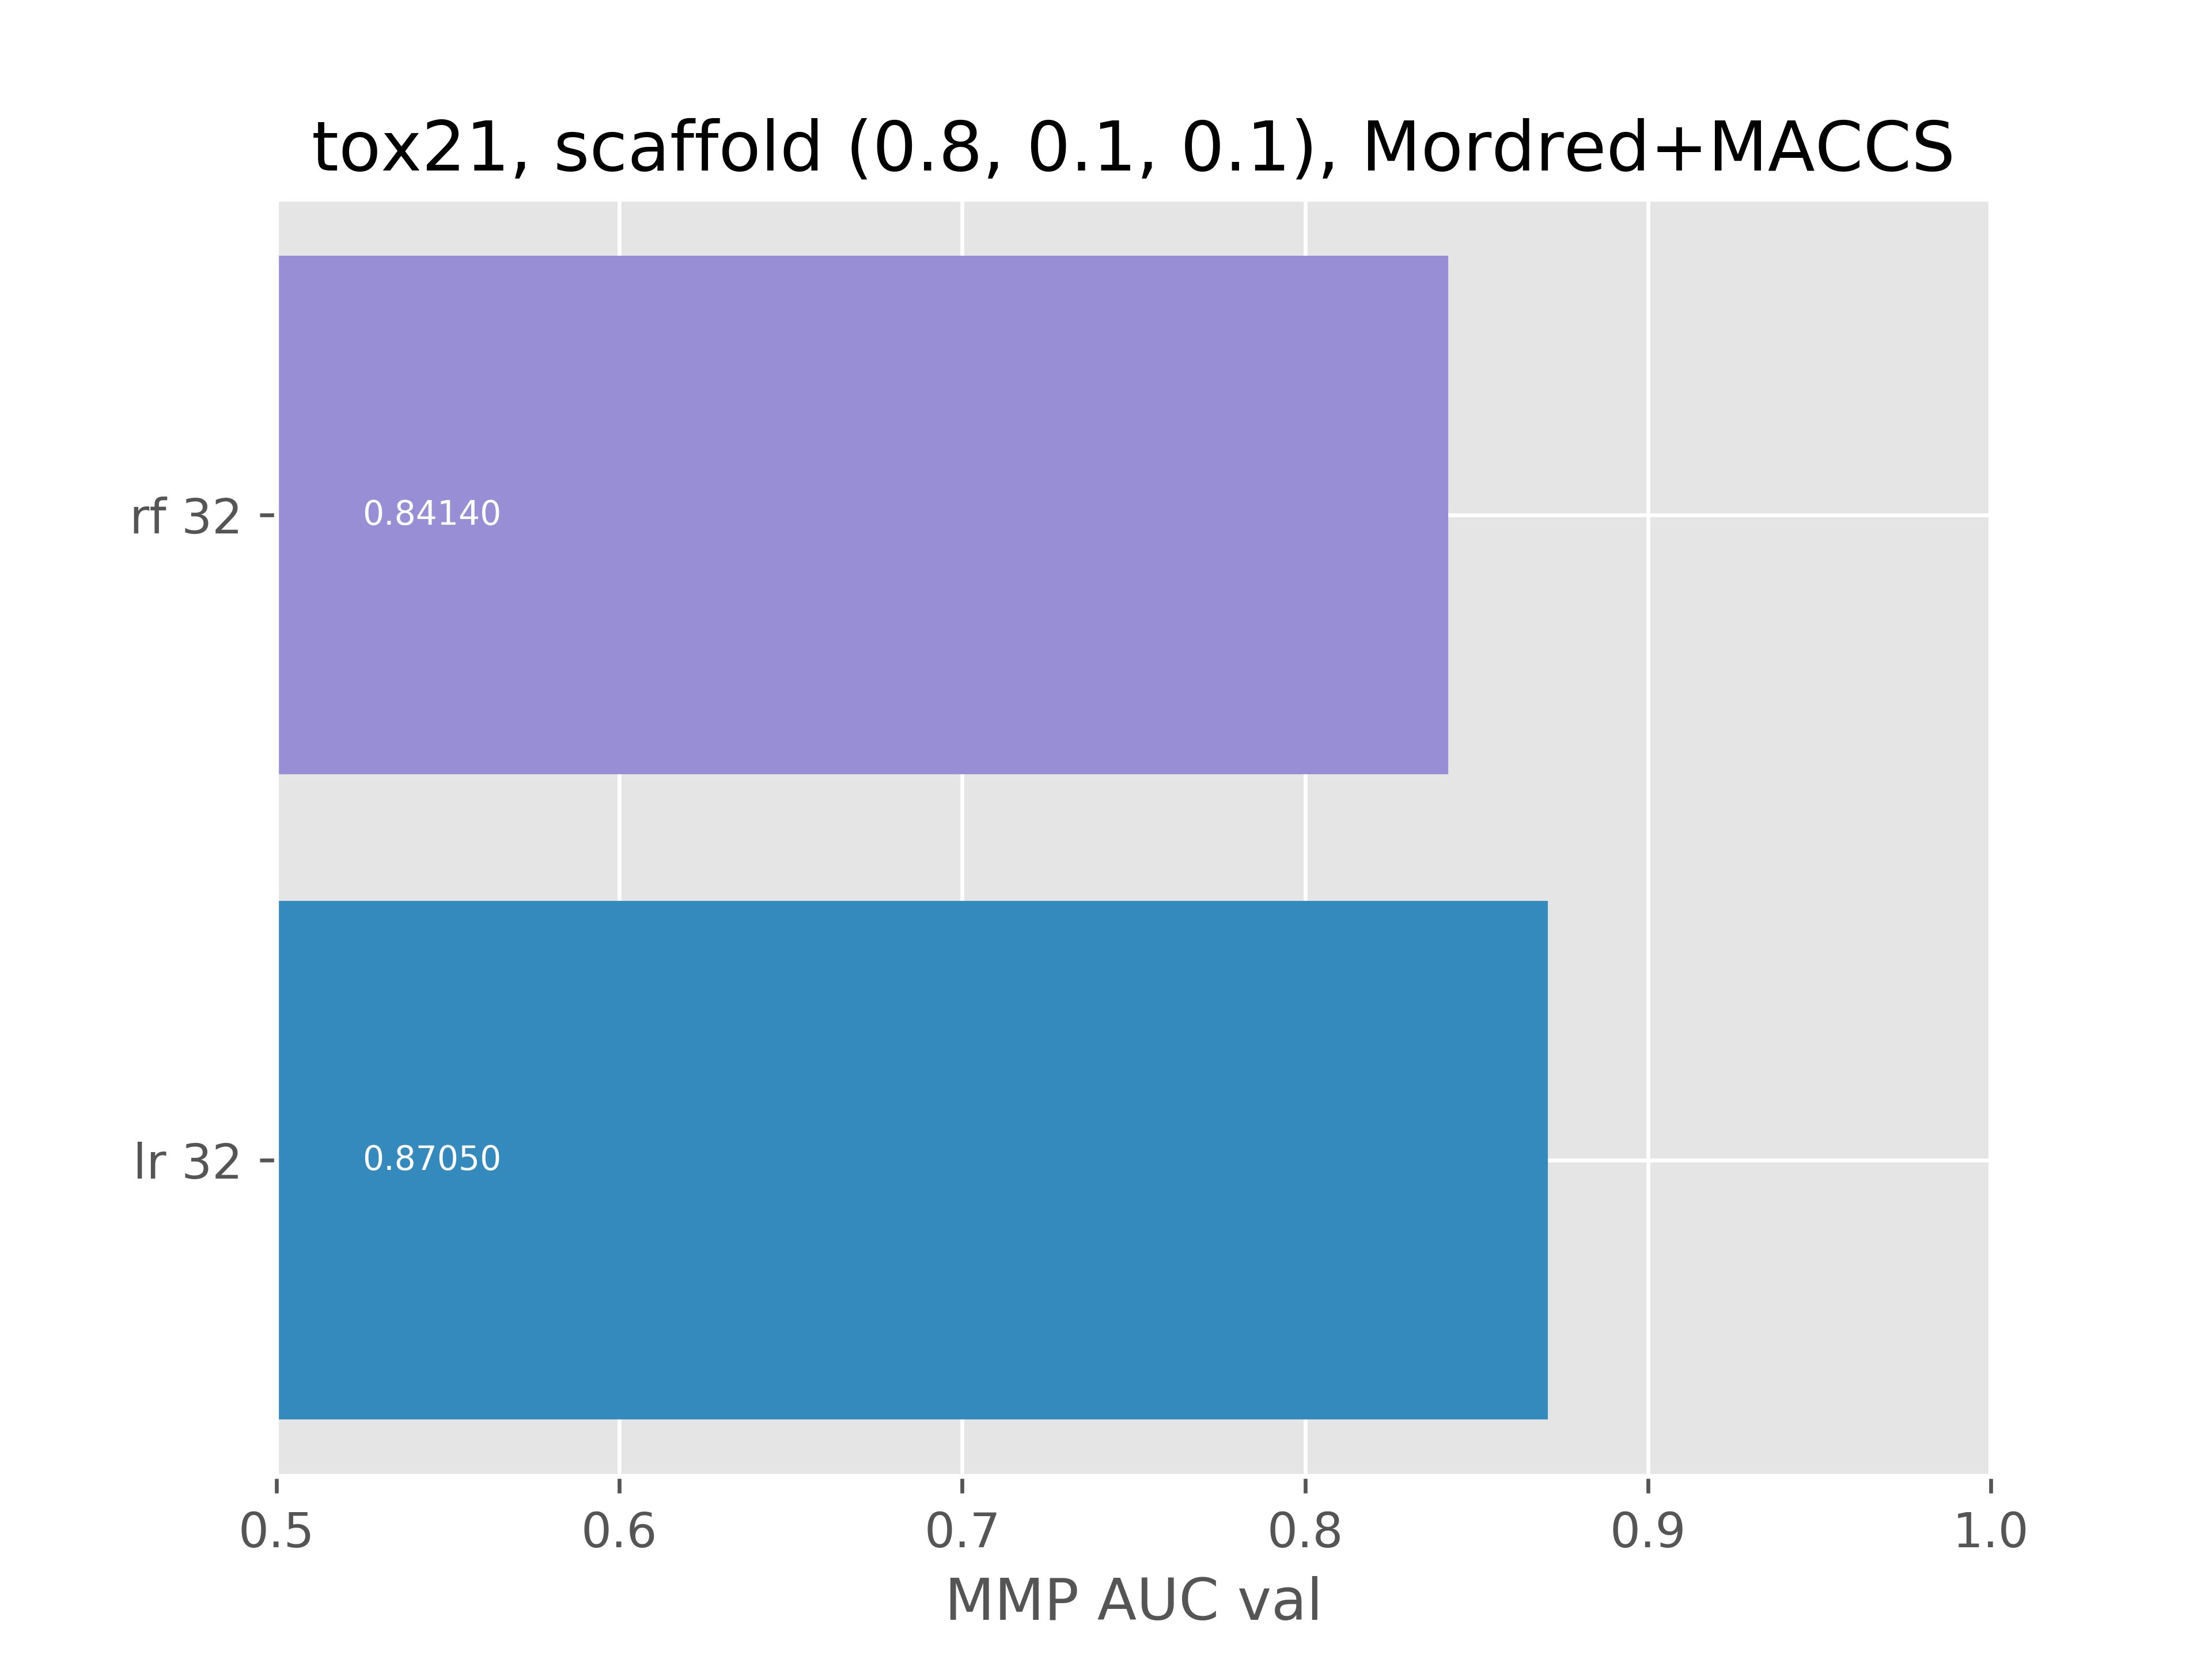 tox21, scaffold (0.8, 0.1, 0.1), Mordred+MACCS
rf 32
0.84140
lr 32
0.87050
0.5 0.6 0.7 0.8 0.9 1.0
MMP AUC val